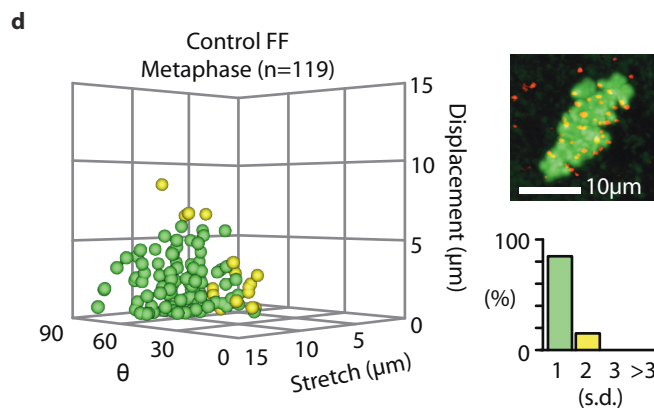 d
Control FF
Metaphase (n=119)
15
10
5
0
Displacement (µm)
90
60
30
0
θ
15
10
5
Stretch (µm)
10µm
100
(%)
0
1 2 3 >3
(s.d.)